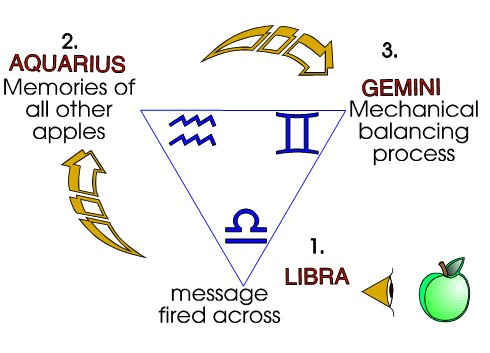 2.
AQUARIUS
Memories of
all other
apples
3.
GEMINI
Mechanical
balancing
process
1.
LIBRA
message
fired across